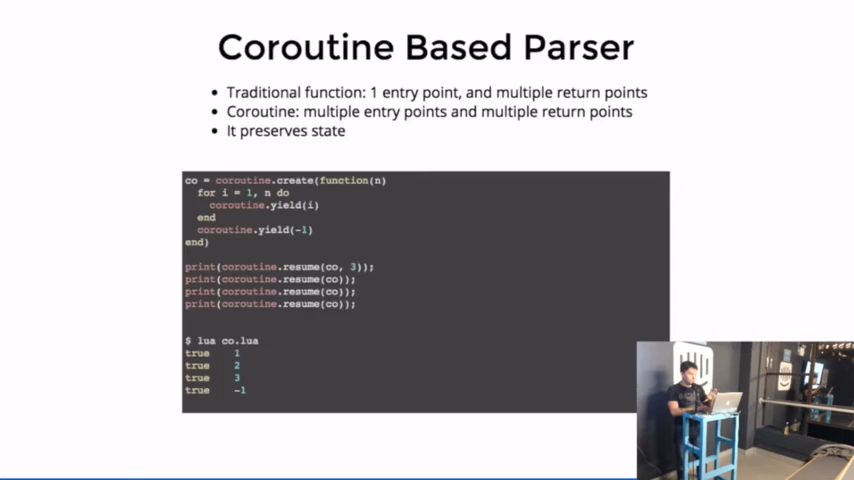 Coroutine Based Parser
Traditional function: 1 entry point, and multiple return points
Coroutine: multiple entry points and multiple return points
It preserves state
co = coroutine.create(function(n)
for i = 1, n do
coroutine.yield(i)
end
coroutine.yield(-1)
end)
print(coroutine.resume(co, 3));
print(coroutine.resume(co));
print(coroutine.resume(co));
print(coroutine.resume(co));
$ lua co.lua
true 1
true 2
true 3
true -1